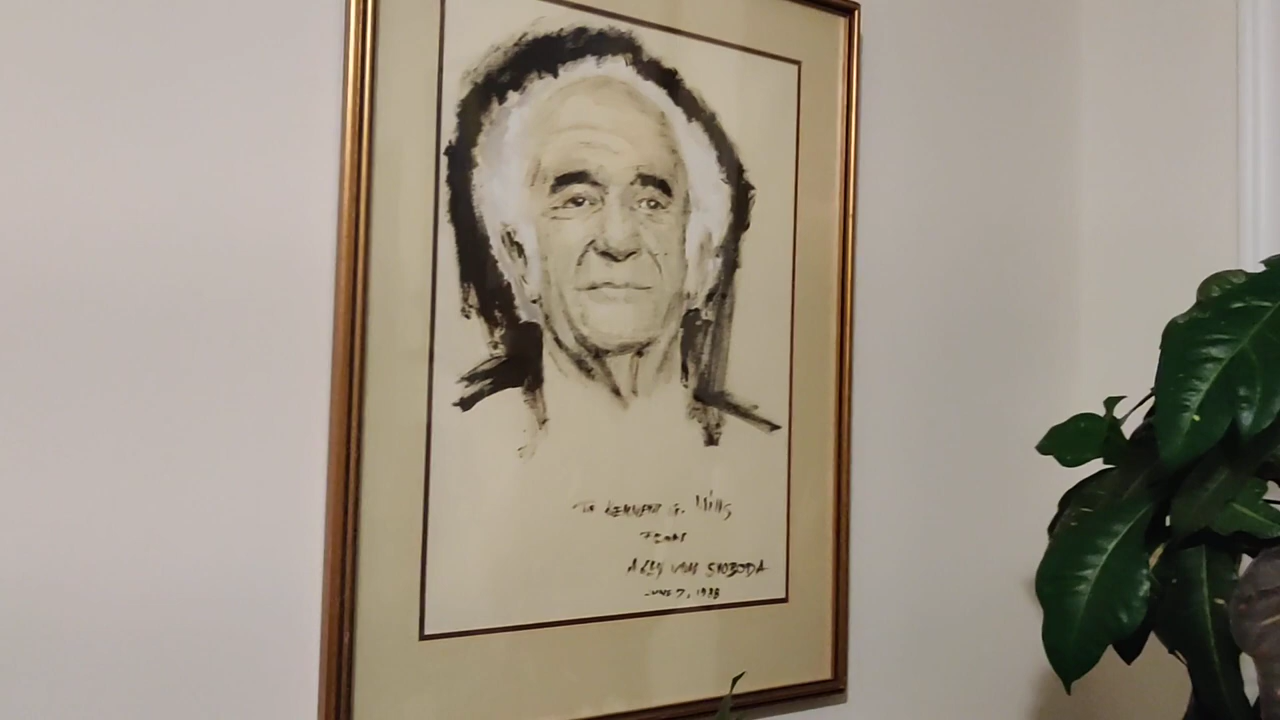 TO KENNETH G. Mills
FROM
ALEX VON SVOBODA
JUNE 7, 1988